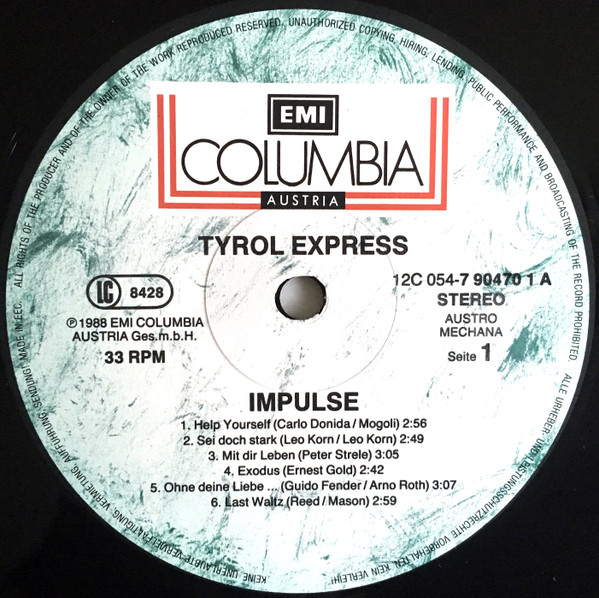 ALL RIGHTS OF THE PRODUCER AND OF THE OWNER OF THE WORK REPRODUCED RESERVED. UNAUTHORIZED COPYING, HIRING, LENDING, PUBLIC PERFORMANCE AND BROADCASTING OF THE RECORD PROHIBITED.
EMI
COLUMBIA
AUSTRIA
TYROL EXPRESS
LC 8428
12C 054-7 90470 1 A
STEREO
℗ 1988 EMI COLUMBIA
AUSTRIA Ges.m.b.H.
AUSTRO
MECHANA
33 RPM
Seite 1
IMPULSE
1. Help Yourself (Carlo Donida / Mogoli) 2:56
2. Sei doch stark (Leo Korn / Leo Korn) 2:49
3. Mit dir Leben (Peter Strele) 3:05
4. Exodus (Ernest Gold) 2:42
5. Ohne deine Liebe ... (Guido Fender / Arno Roth) 3:07
6. Last Waltz (Reed / Mason) 2:59
ALLE URHEBER- UND LEISTUNGSSCHUTZRECHTE VORBEHALTEN. KEIN VERLEIH! KEINE UNERLAUBTE VERVIELFÄLTIGUNG, VERMIETUNG, AUFFÜHRUNG, SENDUNG! MADE IN EEC.